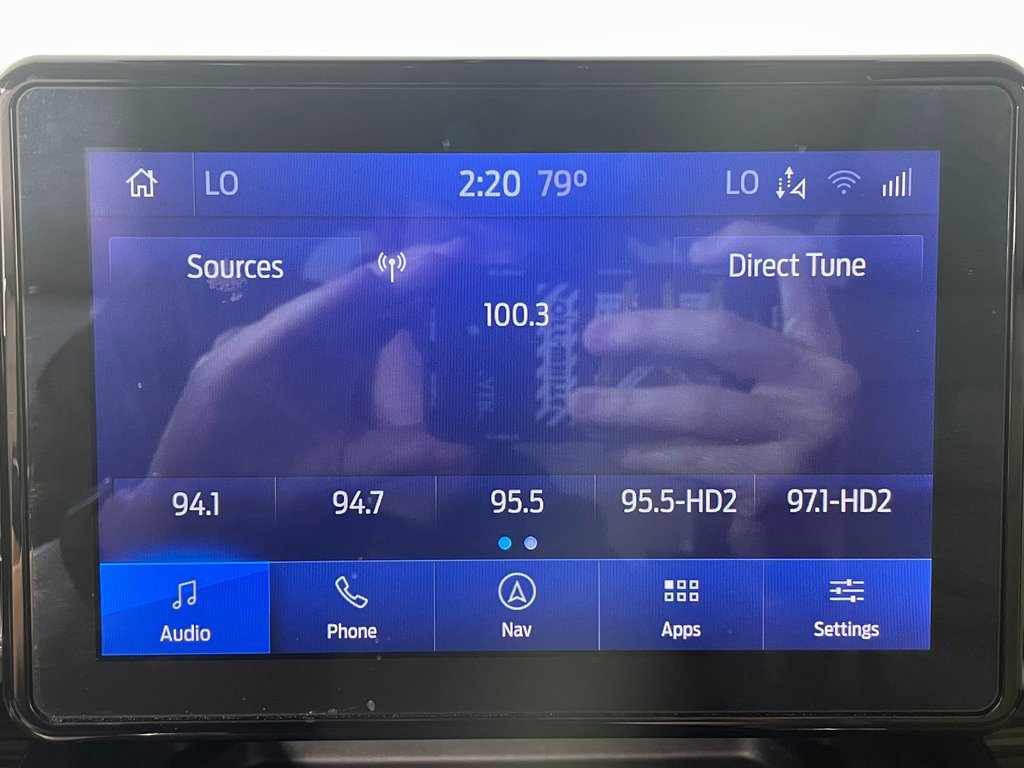 LO 2:20 79° LO
Sources Direct Tune
100.3
94.1 94.7 95.5 95.5-HD2 97.1-HD2
Audio Phone Nav Apps Settings